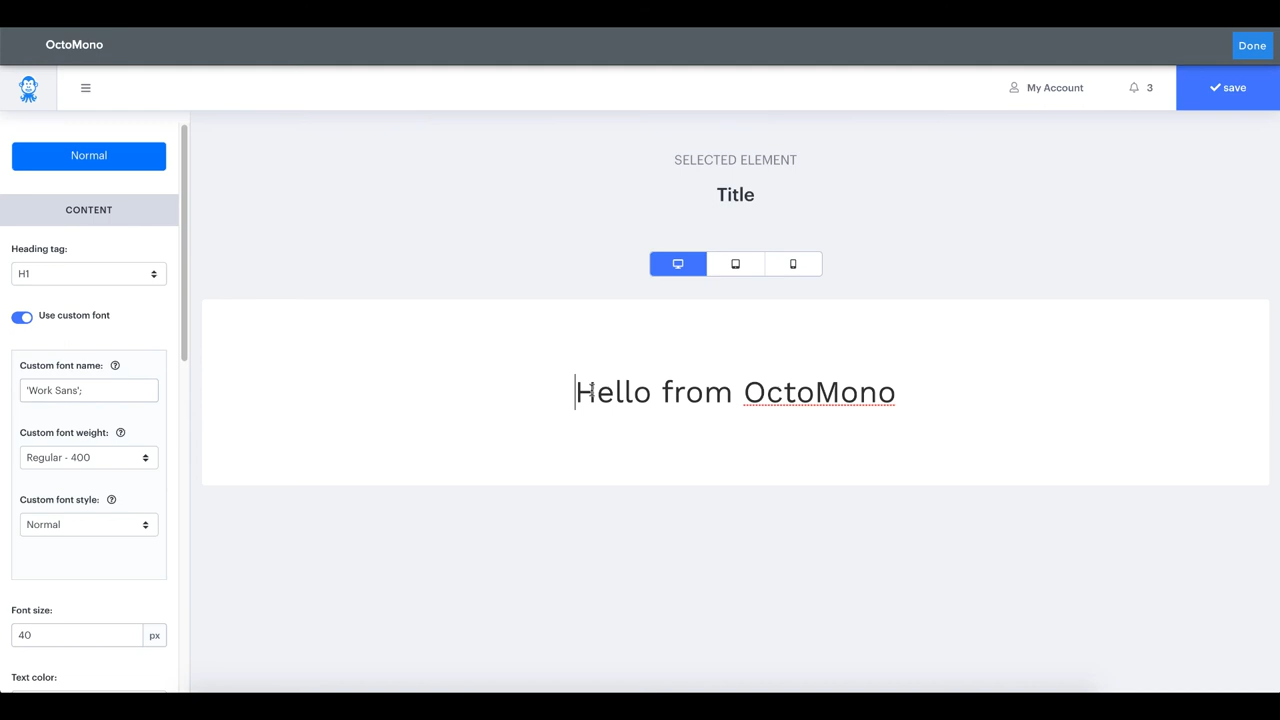 OctoMono
Done
My Account
3
save
Normal
CONTENT
Heading tag:
H1
Use custom font
Custom font name:
'Work Sans';
Custom font weight:
Regular - 400
Custom font style:
Normal
Font size:
40
px
Text color:
SELECTED ELEMENT
Title
Hello from OctoMono